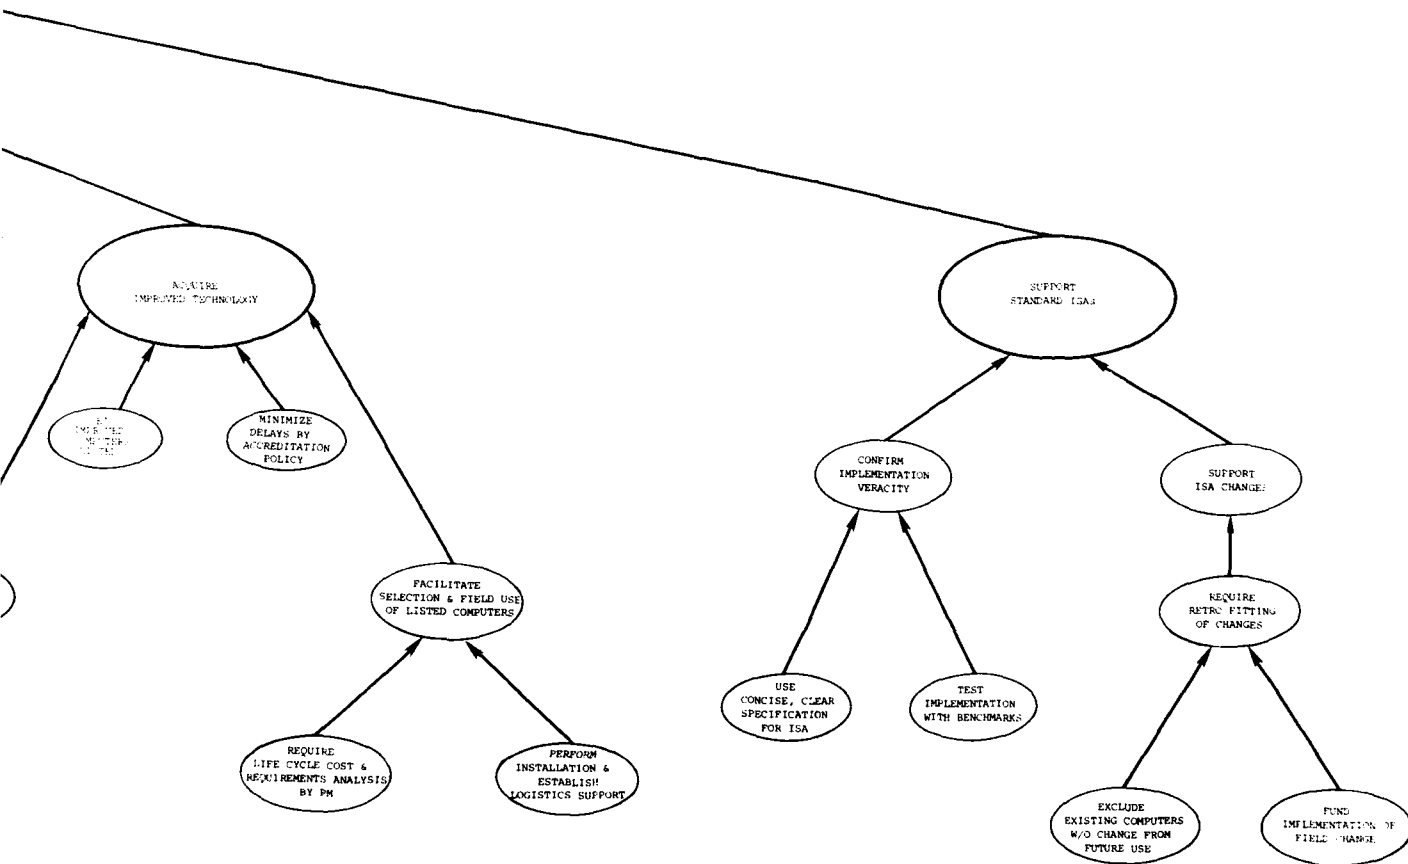 ACQUIRE
IMPROVED TECHNOLOGY
SUPPORT
STANDARD ISAS
IMPROVED
MINIMIZE
DELAYS BY
ACCREDITATION
POLICY
CONFIRM
IMPLEMENTATION
VERACITY
SUPPORT
ISA CHANGES
FACILITATE
SELECTION & FIELD USE
OF LISTED COMPUTERS
REQUIRE
RETRO FITTING
OF CHANGES
USE
CONCISE, CLEAR
SPECIFICATION
FOR ISA
TEST
IMPLEMENTATION
WITH BENCHMARKS
REQUIRE
LIFE CYCLE COST &
REQUIREMENTS ANALYSIS
BY PM
PERFORM
INSTALLATION &
ESTABLISH
LOGISTICS SUPPORT
EXCLUDE
EXISTING COMPUTERS
W/O CHANGE FROM
FUTURE USE
FUND
IMPLEMENTATION OF
FIELD CHANGE